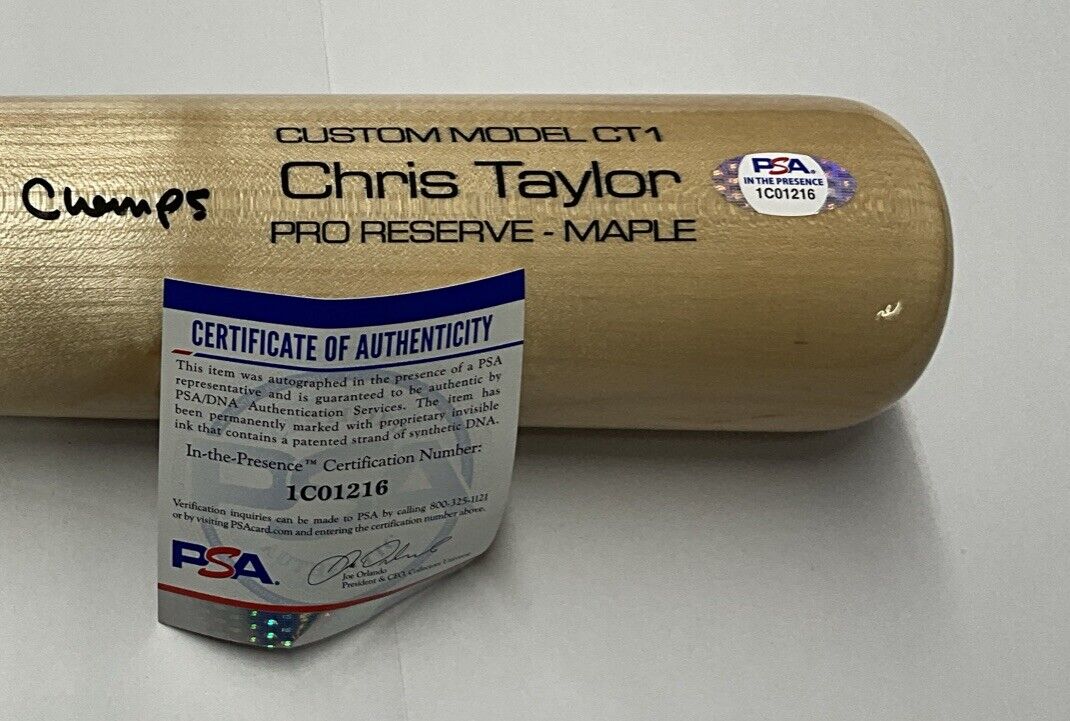 CUSTOM MODEL CT1
Chris Taylor
PRO RESERVE - MAPLE
Champs
PSA.
IN THE PRESENCE
1C01216
CERTIFICATE OF AUTHENTICITY
This item was autographed in the presence of a PSA
representative and is guaranteed to be authentic by
PSA/DNA Authentication Services. The item has
been permanently marked with proprietary invisible
ink that contains a patented strand of synthetic DNA.
In-the-Presence™ Certification Number:
1C01216
Verification inquiries can be made to PSA by calling 800-325-1121
or by visiting PSAcard.com and entering the certification number above.
PSA.
Joe Orlando
President & CEO, Collectors Universe